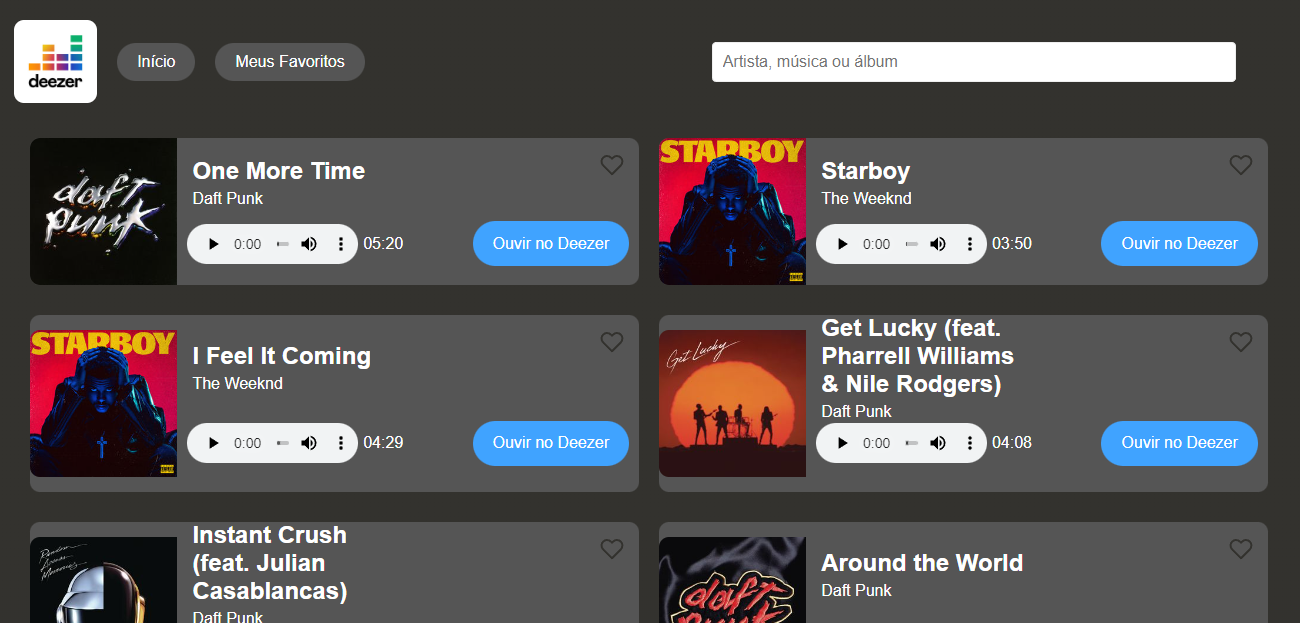 deezer
Início
Meus Favoritos
Artista, música ou álbum
daft punk
One More Time
Daft Punk
0:00
05:20
Ouvir no Deezer
STARBOY
Starboy
The Weeknd
0:00
03:50
Ouvir no Deezer
STARBOY
I Feel It Coming
The Weeknd
0:00
04:29
Ouvir no Deezer
Get Lucky
Get Lucky (feat.
Pharrell Williams
& Nile Rodgers)
Daft Punk
0:00
04:08
Ouvir no Deezer
Random
Access
Memories
Instant Crush
(feat. Julian
Casablancas)
Daft Punk
daft
punk
Around the World
Daft Punk